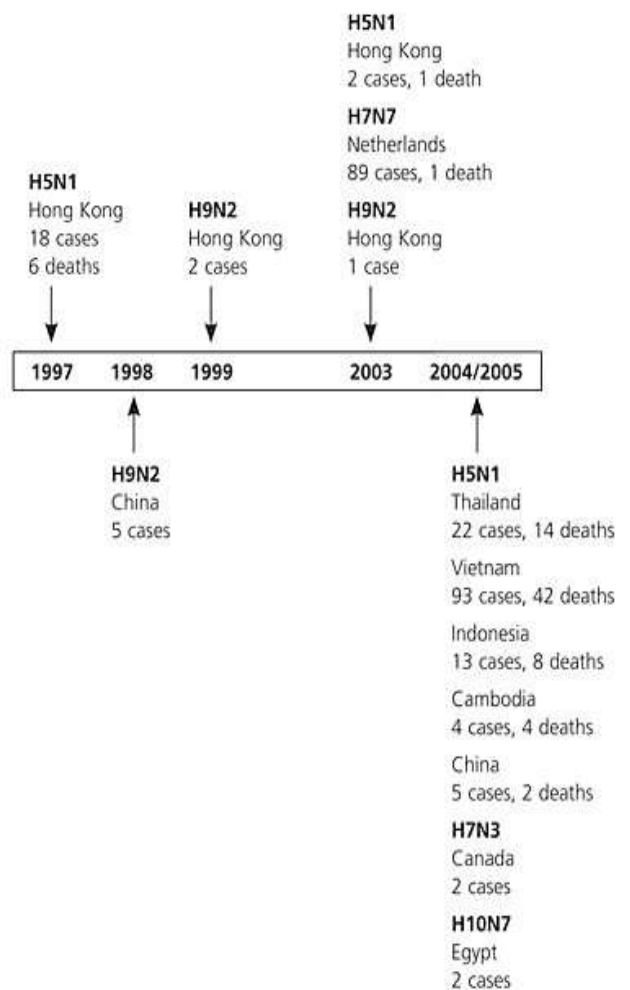 H5N1
Hong Kong
2 cases, 1 death
H7N7
Netherlands
89 cases, 1 death
H9N2
Hong Kong
1 case
H5N1
Hong Kong
18 cases
6 deaths
H9N2
Hong Kong
2 cases
1997 1998 1999 2003 2004/2005
H9N2
China
5 cases
H5N1
Thailand
22 cases, 14 deaths
Vietnam
93 cases, 42 deaths
Indonesia
13 cases, 8 deaths
Cambodia
4 cases, 4 deaths
China
5 cases, 2 deaths
H7N3
Canada
2 cases
H10N7
Egypt
2 cases